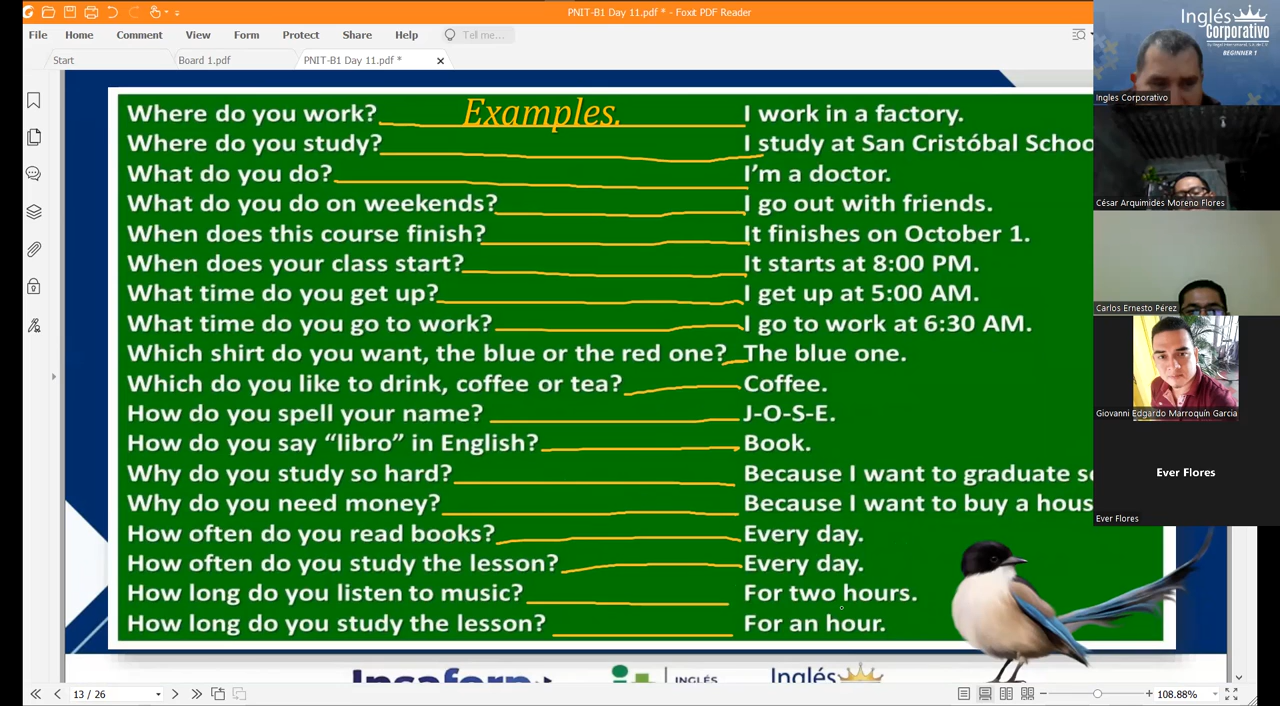 PNIT-B1 Day 11.pdf * - Foxit PDF Reader
File Home Comment View Form Protect Share Help Tell me...
Start Board 1.pdf PNIT-B1 Day 11.pdf *
Examples.
Where do you work? I work in a factory.
Where do you study? I study at San Cristóbal Schoo
What do you do? I'm a doctor.
What do you do on weekends? I go out with friends.
When does this course finish? It finishes on October 1.
When does your class start? It starts at 8:00 PM.
What time do you get up? I get up at 5:00 AM.
What time do you go to work? I go to work at 6:30 AM.
Which shirt do you want, the blue or the red one? The blue one.
Which do you like to drink, coffee or tea? Coffee.
How do you spell your name? J-O-S-E.
How do you say “libro” in English? Book.
Why do you study so hard? Because I want to graduate s
Why do you need money? Because I want to buy a hous
How often do you read books? Every day.
How often do you study the lesson? Every day.
How long do you listen to music? For two hours.
How long do you study the lesson? For an hour.
Insaforp
INGLÉS
Inglés
13 / 26
108.88%
Inglés
Corporativo
BEGINNER 1
Ingles Corporativo
César Arquimides Moreno Flores
Carlos Ernesto Pérez
Giovanni Edgardo Marroquín Garcia
Ever Flores
Ever Flores